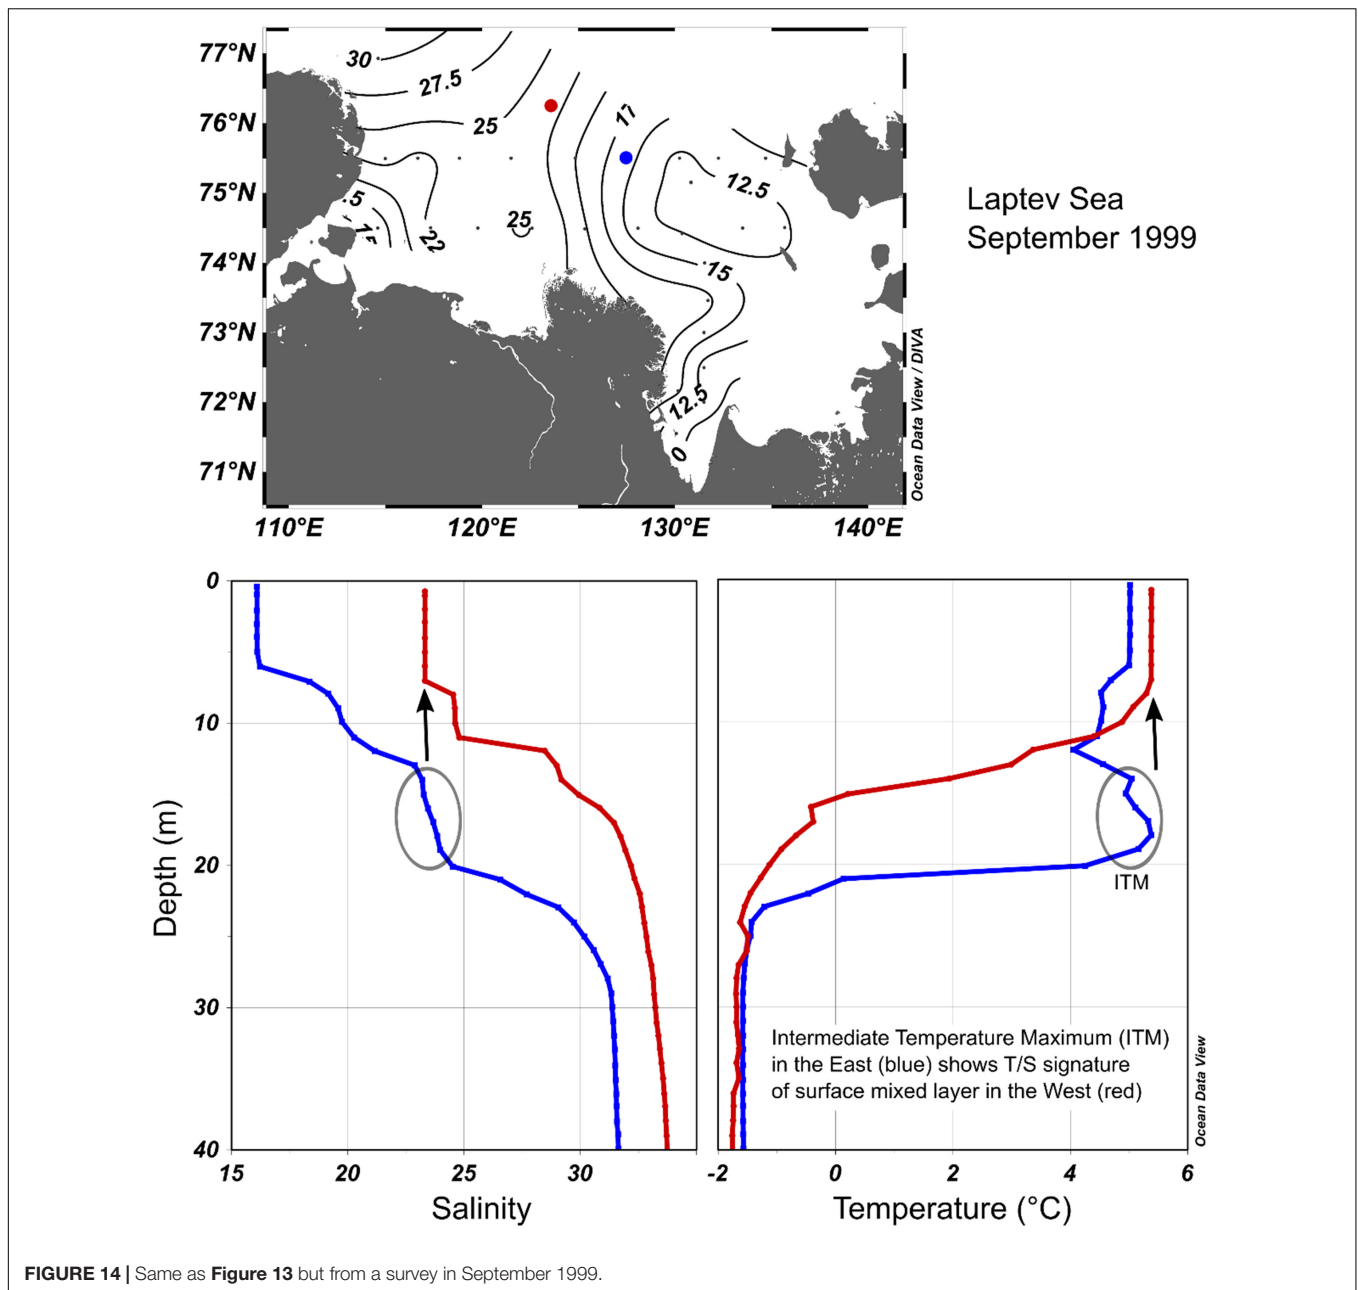 77°N
76°N
75°N
74°N
73°N
72°N
71°N
110°E
120°E
130°E
140°E
30
27.5
25
17
12.5
.5
15
22
25
15
12.5
0
Ocean Data View / DIVA
Laptev Sea
September 1999
0
10
20
30
40
Depth (m)
15
20
25
30
Salinity
ITM
Intermediate Temperature Maximum (ITM)
in the East (blue) shows T/S signature
of surface mixed layer in the West (red)
-2
0
2
4
6
Temperature (°C)
Ocean Data View
FIGURE 14 | Same as Figure 13 but from a survey in September 1999.